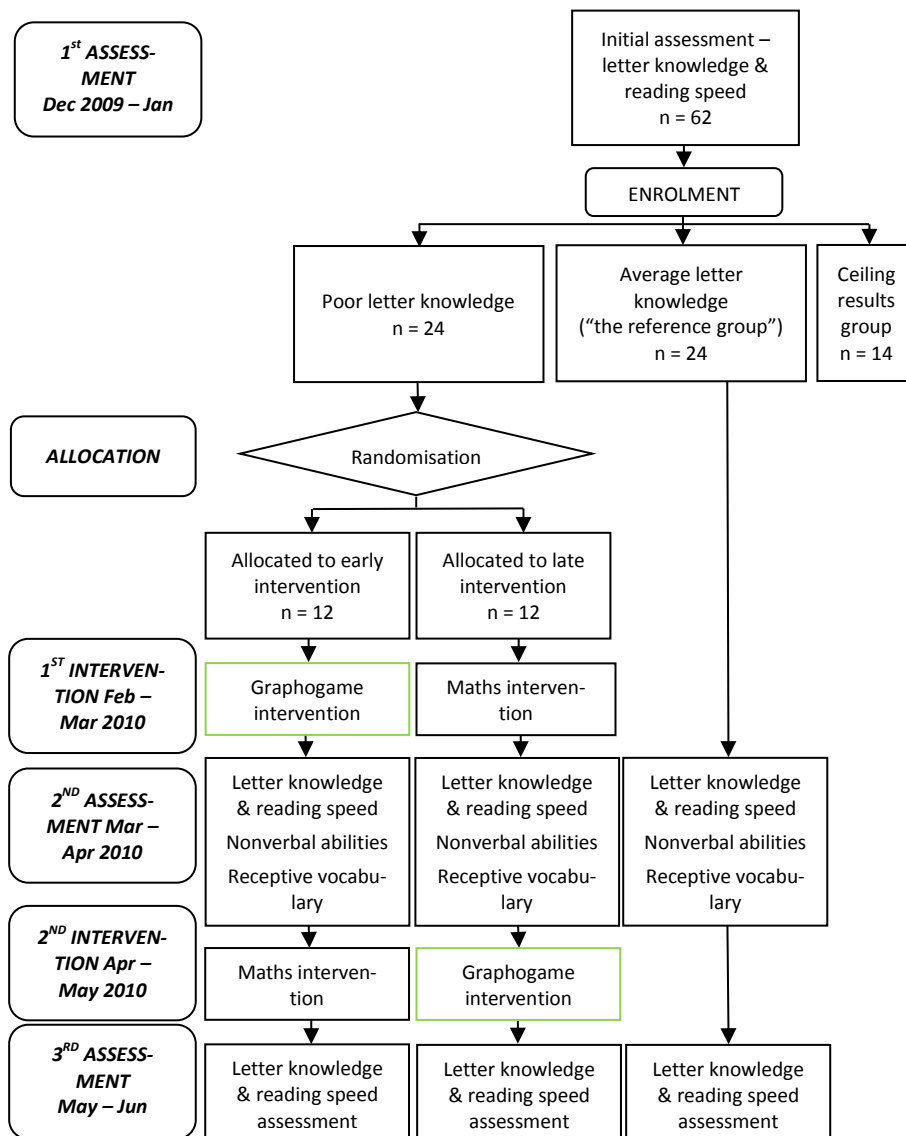 1st ASSESS-
MENT
Dec 2009 – Jan
Initial assessment –
letter knowledge &
reading speed
n = 62
ENROLMENT
Poor letter knowledge
n = 24
Average letter
knowledge
(“the reference group”)
n = 24
Ceiling
results
group
n = 14
ALLOCATION
Randomisation
Allocated to early
intervention
n = 12
Allocated to late
intervention
n = 12
1ST INTERVEN-
TION Feb –
Mar 2010
Graphogame
intervention
Maths interven-
tion
2ND ASSESS-
MENT Mar –
Apr 2010
Letter knowledge
& reading speed
Nonverbal abilities
Receptive vocabu-
lary
Letter knowledge
& reading speed
Nonverbal abilities
Receptive vocabu-
lary
Letter knowledge
& reading speed
Nonverbal abilities
Receptive vocabu-
lary
2ND INTERVEN-
TION Apr –
May 2010
Maths interven-
tion
Graphogame
intervention
3RD ASSESS-
MENT
May – Jun
Letter knowledge
& reading speed
assessment
Letter knowledge
& reading speed
assessment
Letter knowledge
& reading speed
assessment